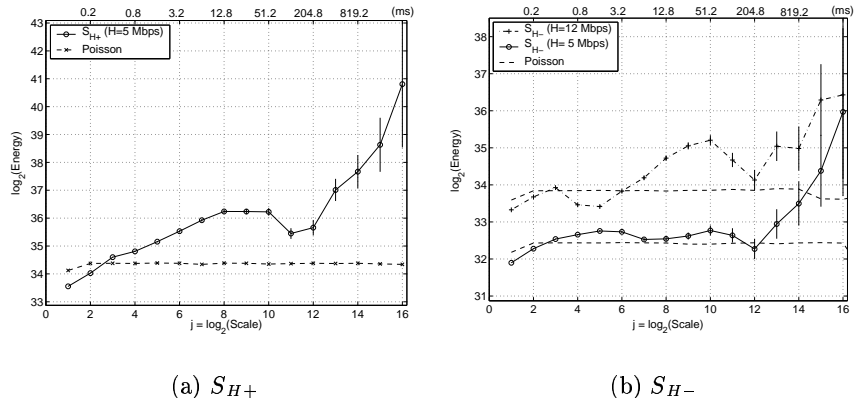 0.2 0.8 3.2 12.8 51.2 204.8 819.2 (ms)
43
42
41
40
39
38
37
36
35
34
33
log2(Energy)
S_H+ (H=5 Mbps)
Poisson
0 2 4 6 8 10 12 14 16
j = log2(Scale)
(a) S_H+
0.2 0.8 3.2 12.8 51.2 204.8 819.2 (ms)
38
37
36
35
34
33
32
31
log2(Energy)
S_H− (H=12 Mbps)
S_H− (H= 5 Mbps)
Poisson
0 2 4 6 8 10 12 14 16
j = log2(Scale)
(b) S_H−